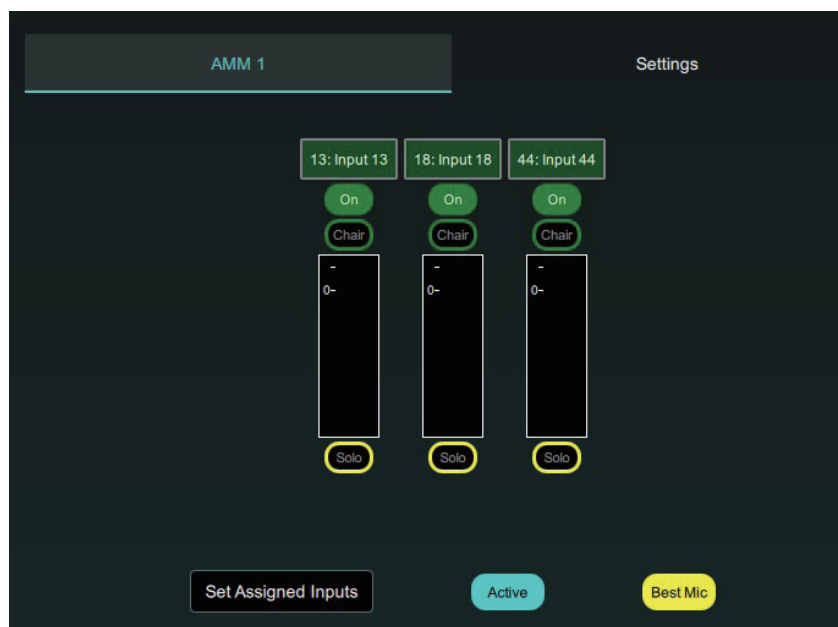 AMM 1 Settings
13: Input 13 18: Input 18 44: Input 44
On On On
Chair Chair Chair
0- 0- 0-
Solo Solo Solo
Set Assigned Inputs Active Best Mic